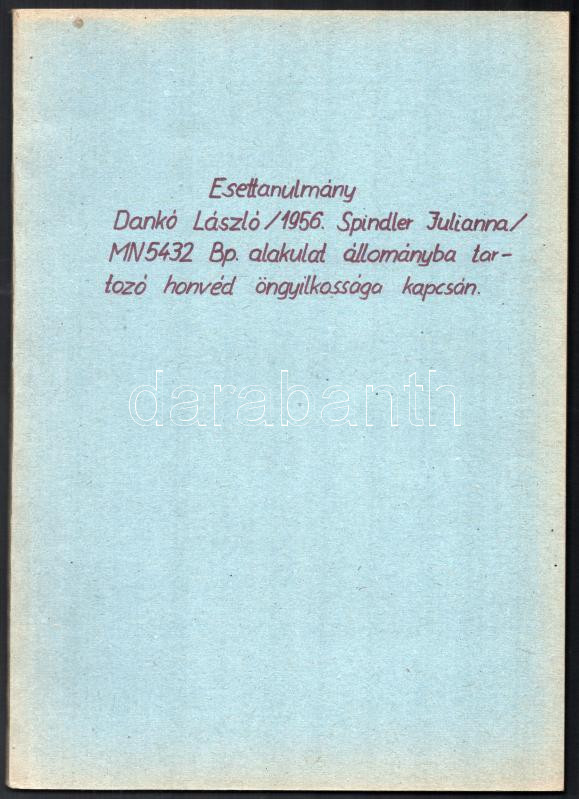 Esettanulmány
Dankó László/1956. Spindler Julianna/
MN5432 Bp. alakulat állományba tar-
tozó honvéd öngyilkossága kapcsán.
darabanth